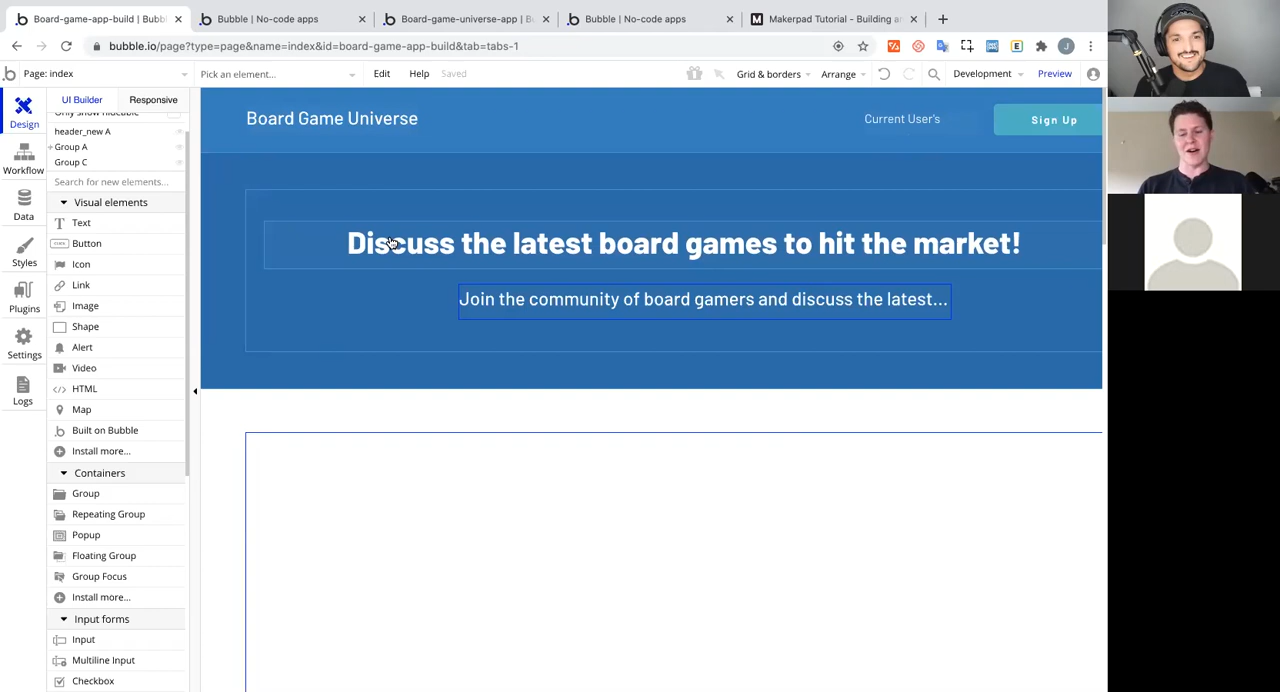 Board-game-app-build | Bubbl
Bubble | No-code apps
Board-game-universe-app | B
Bubble | No-code apps
Makerpad Tutorial - Building a
bubble.io/page?type=page&name=index&id=board-game-app-build&tab=tabs-1
Page: index
Pick an element...
Edit
Help
Saved
Grid & borders
Arrange
Development
Preview
Design
Workflow
Data
Styles
Plugins
Settings
Logs
UI Builder
Responsive
Only show hideable
header_new A
Group A
Group C
Search for new elements...
Visual elements
Text
Button
Icon
Link
Image
Shape
Alert
Video
HTML
Map
Built on Bubble
Install more...
Containers
Group
Repeating Group
Popup
Floating Group
Group Focus
Install more...
Input forms
Input
Multiline Input
Checkbox
Board Game Universe
Current User's
Sign Up
Discuss the latest board games to hit the market!
Join the community of board gamers and discuss the latest...